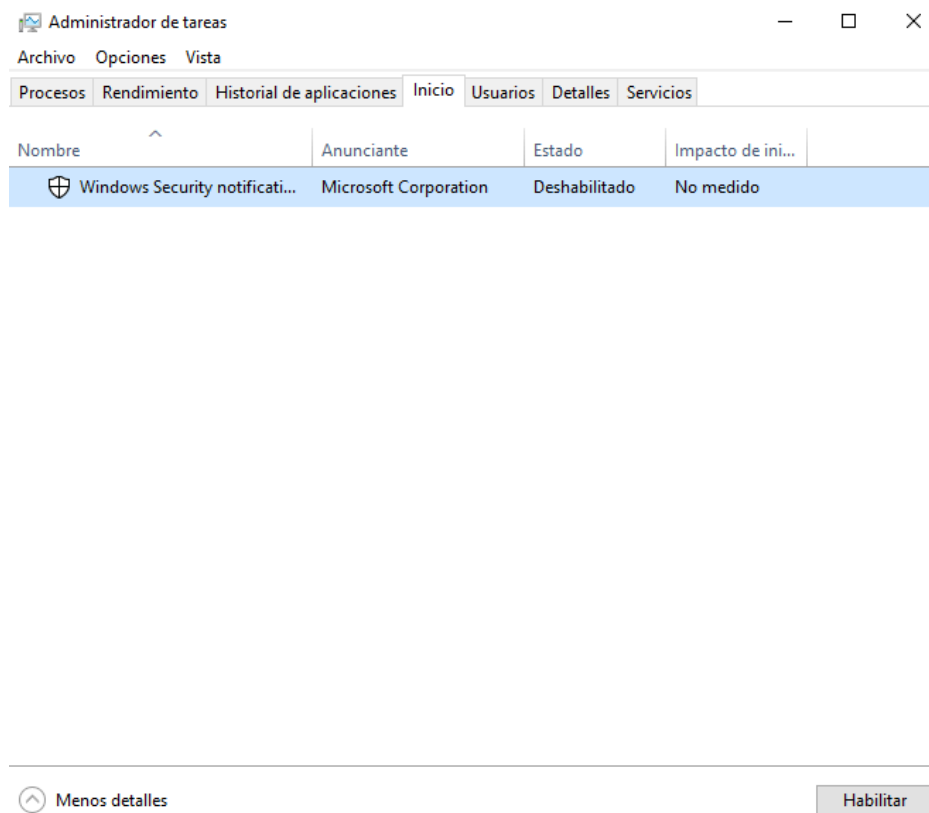 Administrador de tareas
Archivo Opciones Vista
Procesos Rendimiento Historial de aplicaciones Inicio Usuarios Detalles Servicios
Nombre Anunciante Estado Impacto de ini...
Windows Security notificati... Microsoft Corporation Deshabilitado No medido
Menos detalles Habilitar